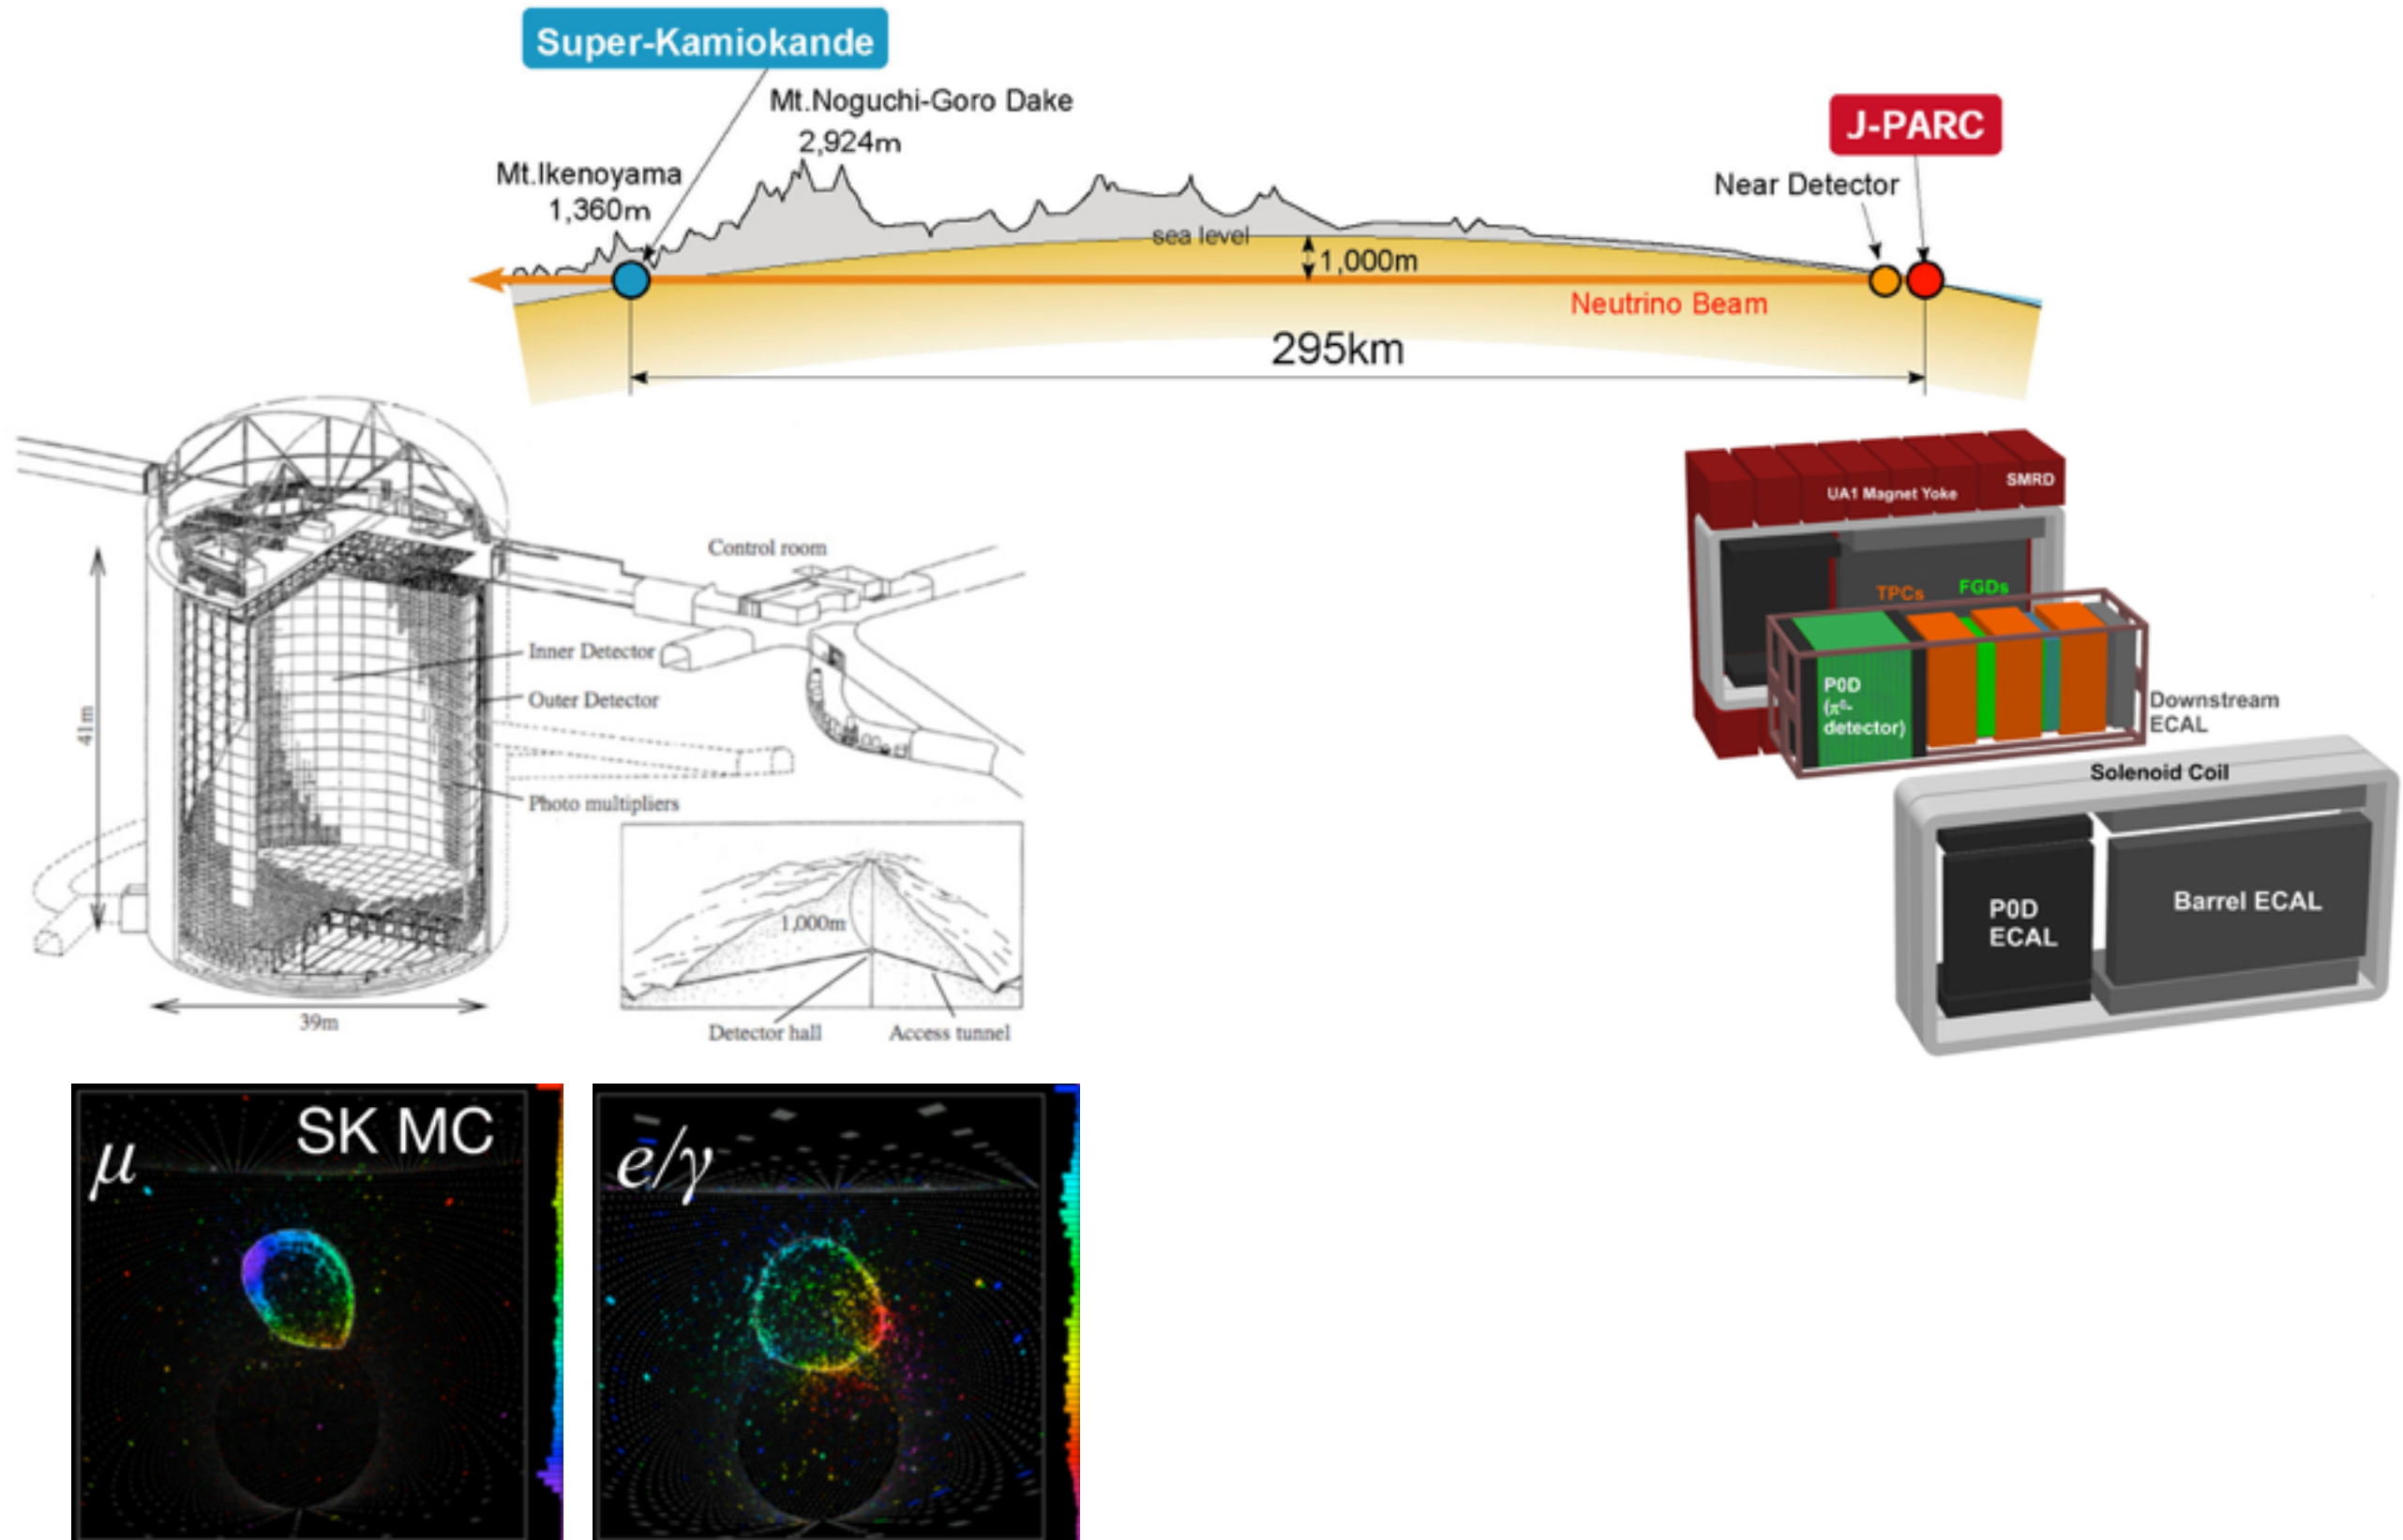 Super-Kamiokande
Mt.Noguchi-Goro Dake
2,924m
J-PARC
Mt.Ikenoyama
1,360m
Near Detector
sea level
1,000m
Neutrino Beam
295km
UA1 Magnet Yoke
SMRD
TPCs
FGDs
P0D
(π⁰-
detector)
Downstream
ECAL
Solenoid Coil
P0D
ECAL
Barrel ECAL
Control room
Inner Detector
Outer Detector
Photo multipliers
41m
39m
1,000m
Detector hall
Access tunnel
μ
SK MC
e/γ